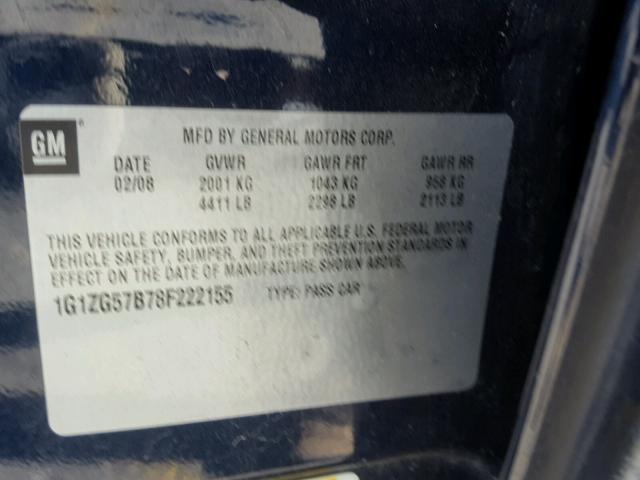 GM
MFD BY GENERAL MOTORS CORP.
DATE GVWR GAWR FRT GAWR RR
02/08 2001 KG 1043 KG 958 KG
4411 LB 2298 LB 2113 LB
THIS VEHICLE CONFORMS TO ALL APPLICABLE U.S. FEDERAL MOTOR
VEHICLE SAFETY, BUMPER, AND THEFT PREVENTION STANDARDS IN
EFFECT ON THE DATE OF MANUFACTURE SHOWN ABOVE.
1G1ZG57B78F222155 TYPE: PASS CAR